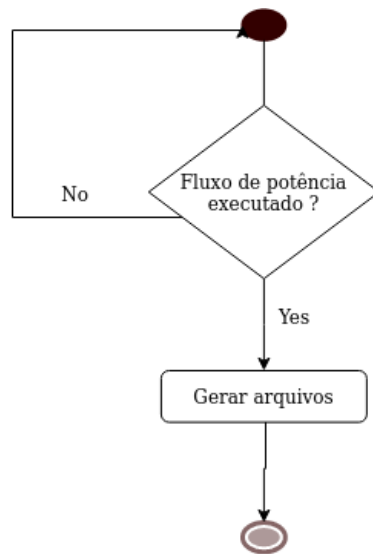 Fluxo de potência
executado ?
No
Yes
Gerar arquivos